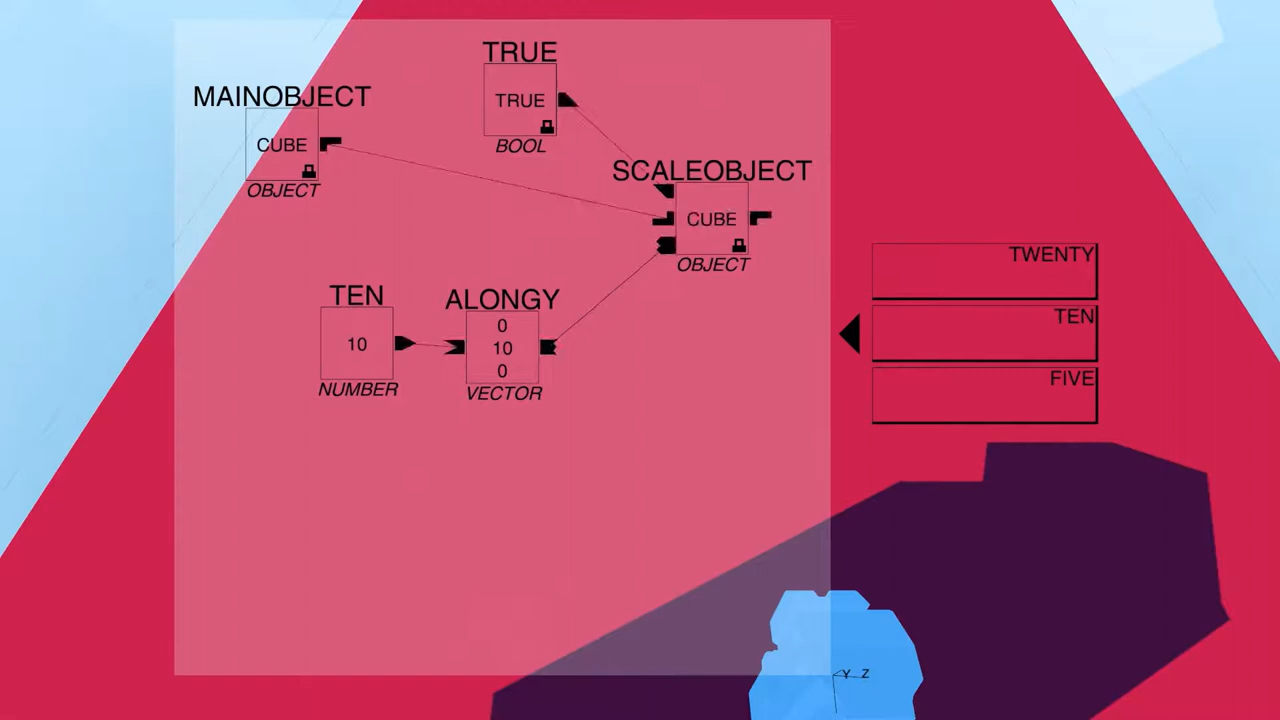 TRUE
TRUE
BOOL
MAINOBJECT
CUBE
OBJECT
SCALEOBJECT
CUBE
OBJECT
TEN
10
NUMBER
ALONGY
0
10
0
VECTOR
TWENTY
TEN
FIVE
Y Z